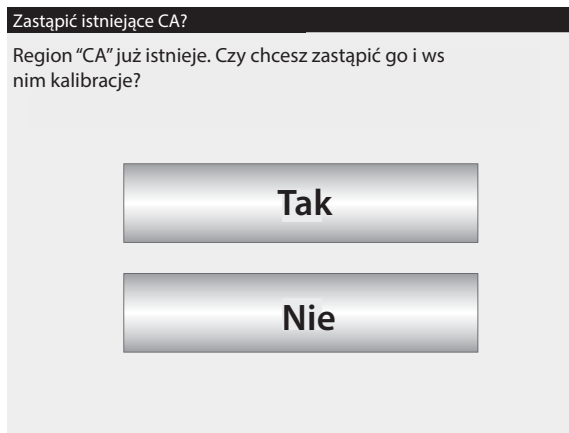 Zastąpić istniejące CA?
Region “CA” już istnieje. Czy chcesz zastąpić go i ws
nim kalibracje?
Tak
Nie